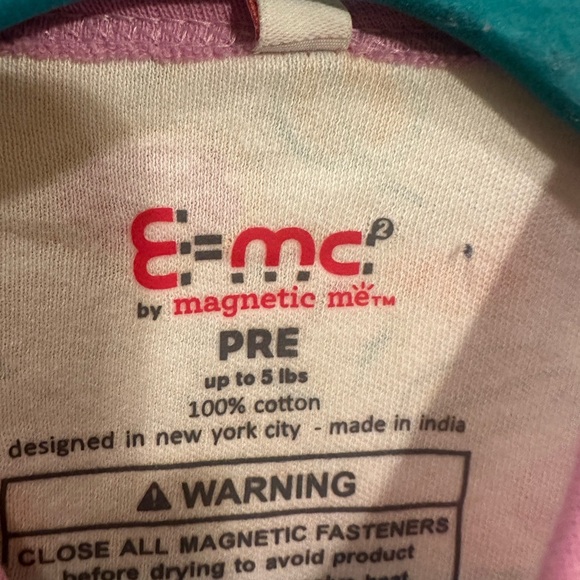 E=mc²
by magnetic me™
PRE
up to 5 lbs
100% cotton
designed in new york city - made in india
⚠ WARNING
CLOSE ALL MAGNETIC FASTENERS
before drying to avoid product